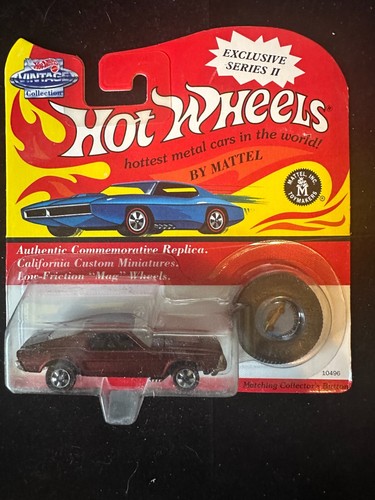 Hot Wheels
VINTAGE
Collection
EXCLUSIVE
SERIES II
HOT WHEELS®
hottest metal cars in the world!
BY MATTEL
MATTEL, INC.
TOYMAKERS
Authentic Commemorative Replica.
California Custom Miniatures.
Low-Friction "Mag" Wheels.
10496
Matching Collector's Button